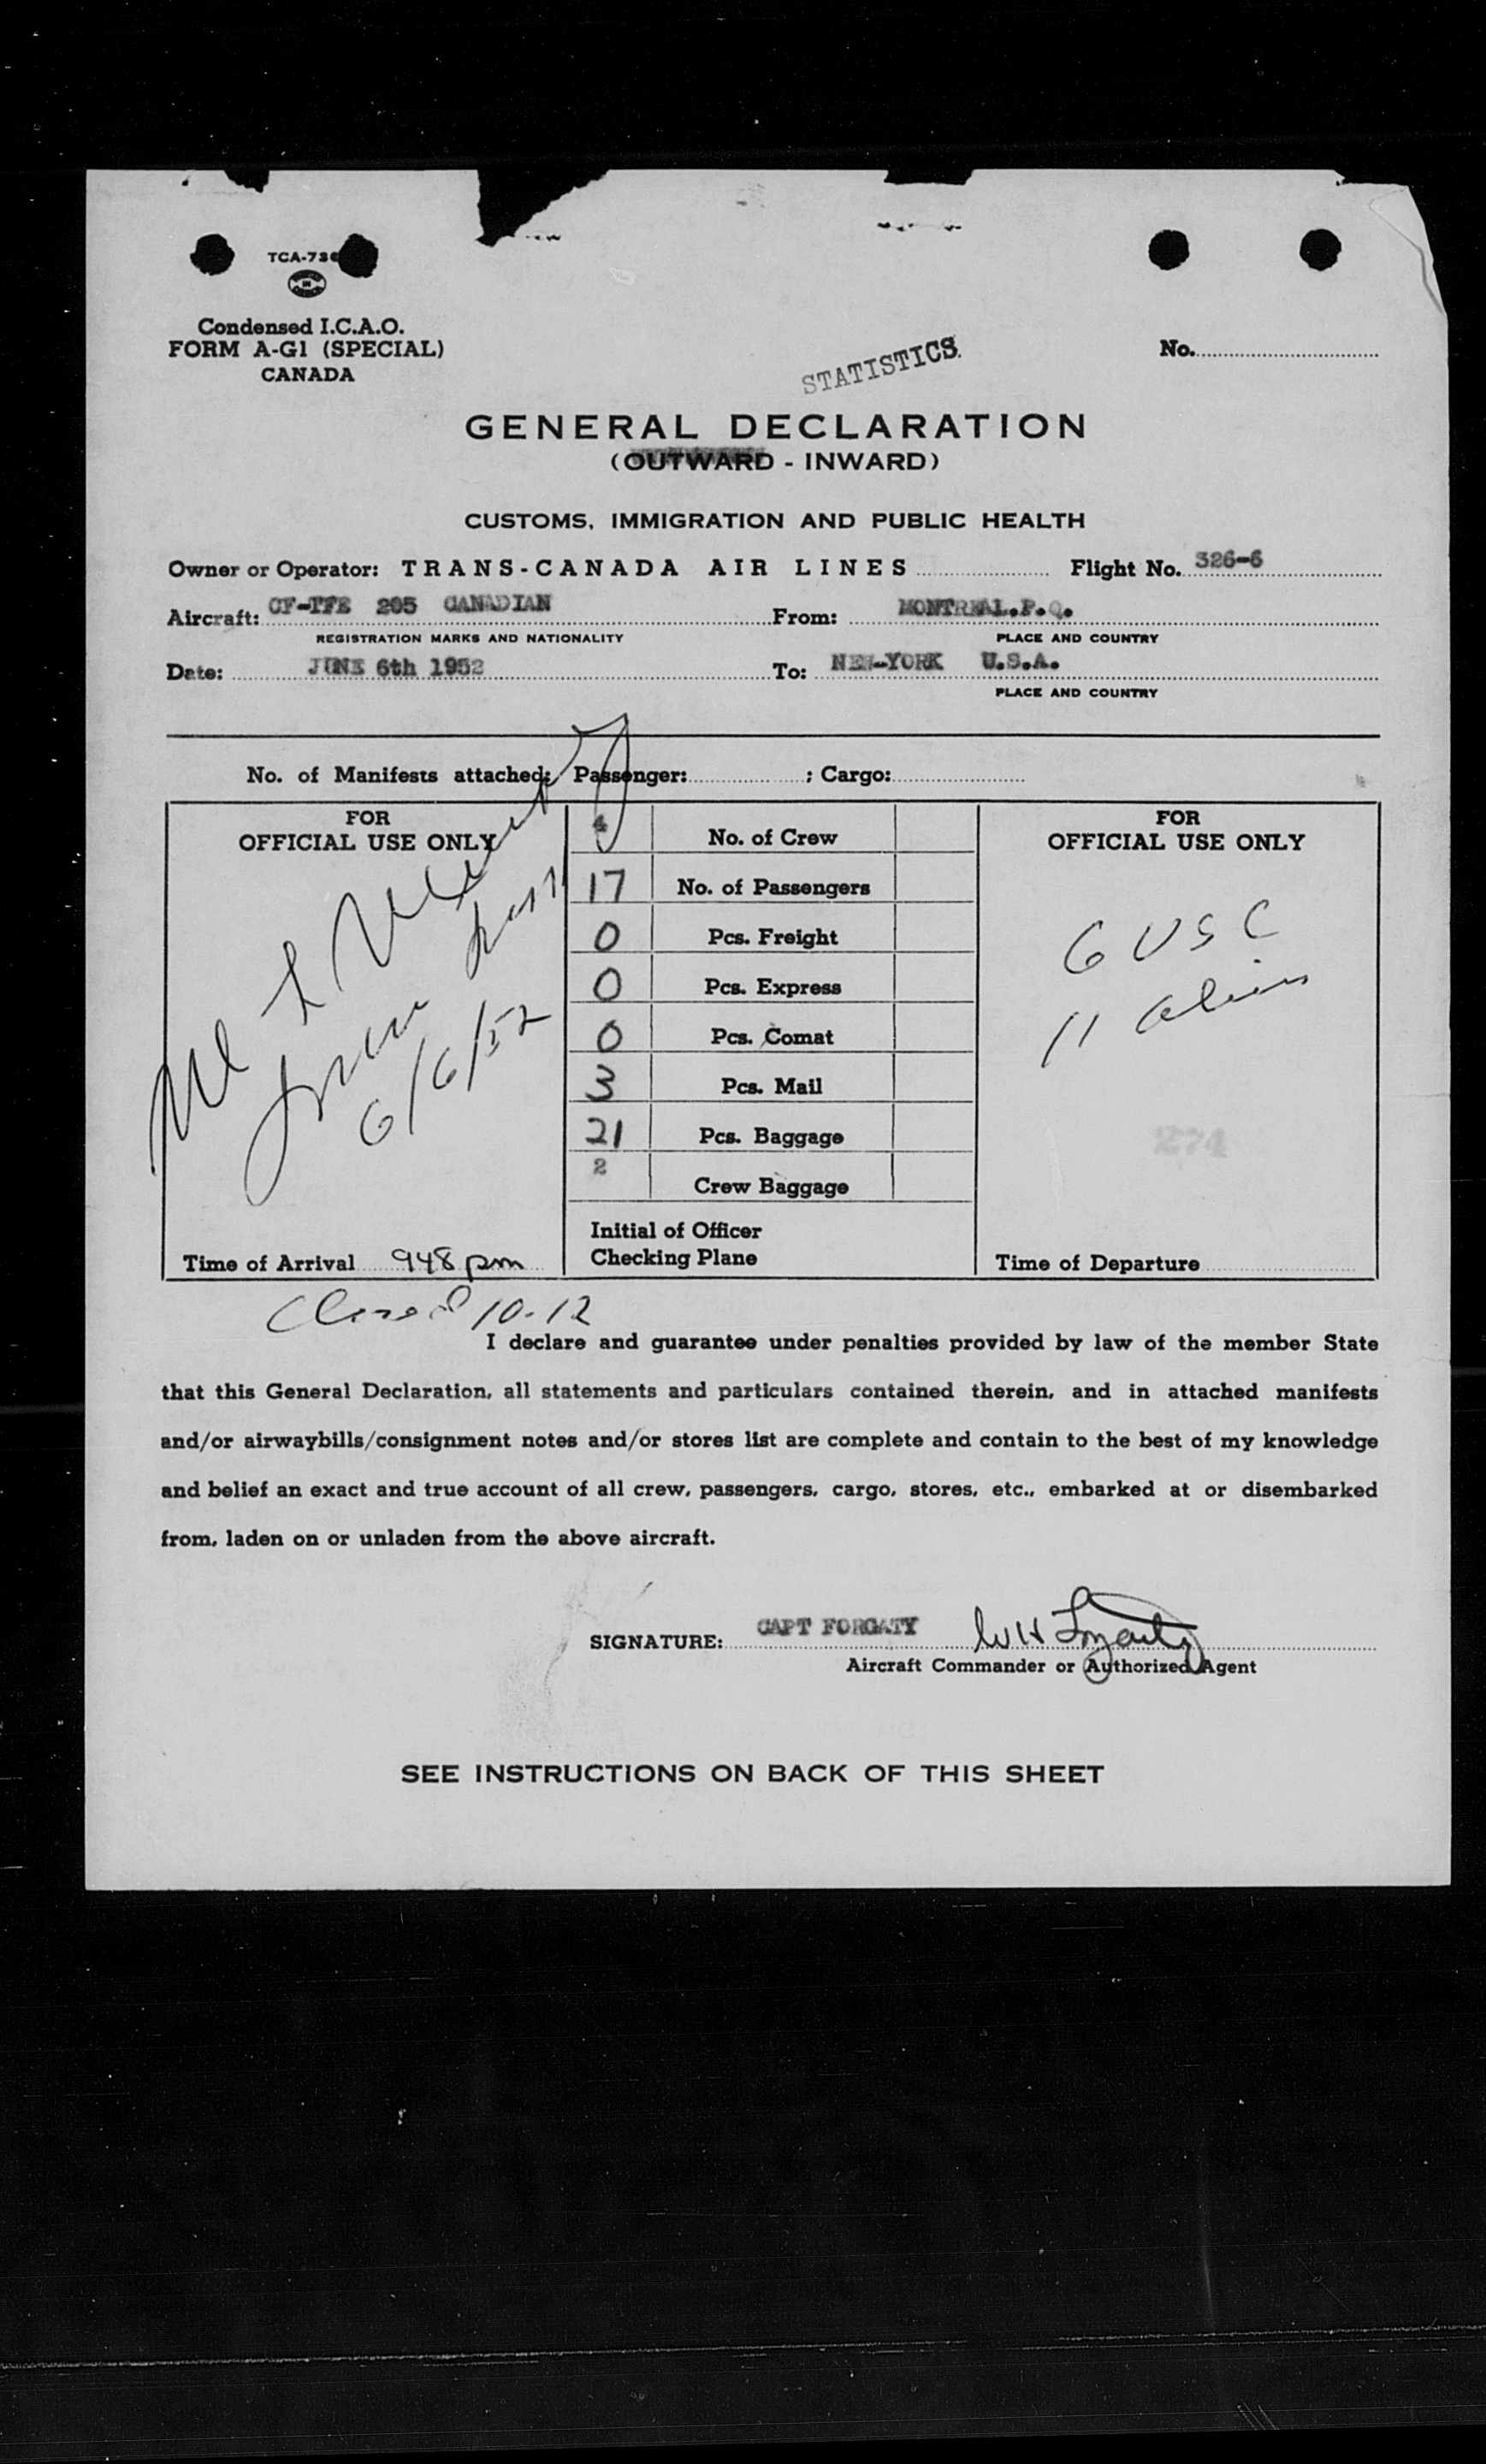 TCA-73
Condensed I.C.A.O.
FORM A-G1 (SPECIAL)
CANADA
STATISTICS
No.
GENERAL DECLARATION
(OUTWARD - INWARD)
CUSTOMS, IMMIGRATION AND PUBLIC HEALTH
Owner or Operator: TRANS-CANADA AIR LINES Flight No. 326-6
Aircraft: CF-TFE 205 CANADIAN From: MONTREAL.P.Q.
REGISTRATION MARKS AND NATIONALITY PLACE AND COUNTRY
Date: JUNE 6th 1952 To: NEW-YORK U.S.A.
PLACE AND COUNTRY
No. of Manifests attached: Passenger: ; Cargo:
FOR
OFFICIAL USE ONLY
6/6/52
Time of Arrival 948 pm
4 No. of Crew
17 No. of Passengers
0 Pcs. Freight
0 Pcs. Express
0 Pcs. Comat
3 Pcs. Mail
21 Pcs. Baggage
2 Crew Baggage
Initial of Officer
Checking Plane
FOR
OFFICIAL USE ONLY
6 USC
11 Aliens
274
Time of Departure
Closed 10-12
I declare and guarantee under penalties provided by law of the member State
that this General Declaration, all statements and particulars contained therein, and in attached manifests
and/or airwaybills/consignment notes and/or stores list are complete and contain to the best of my knowledge
and belief an exact and true account of all crew, passengers, cargo, stores, etc., embarked at or disembarked
from, laden on or unladen from the above aircraft.
SIGNATURE: CAPT FORGATY
Aircraft Commander or Authorized Agent
SEE INSTRUCTIONS ON BACK OF THIS SHEET